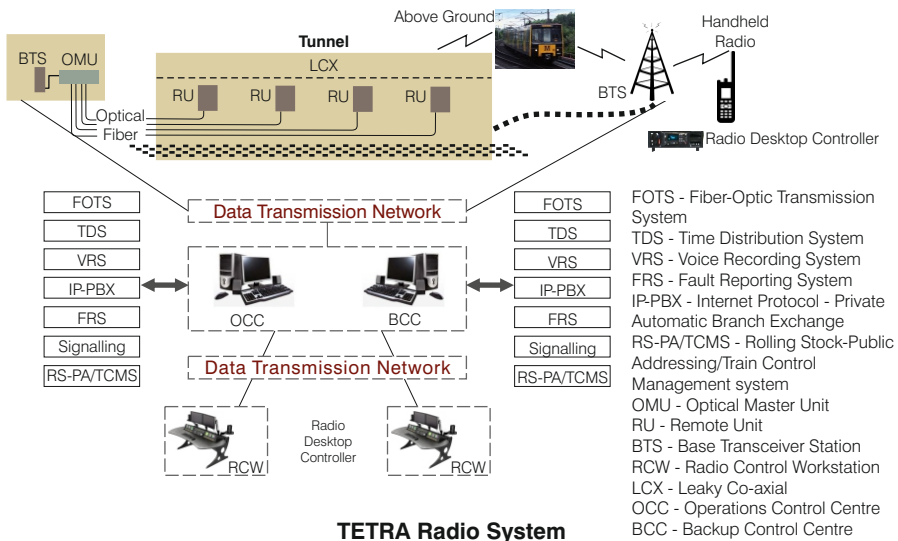 Above Ground
Handheld
Radio
Tunnel
LCX
BTS OMU
RU RU RU RU
BTS
Optical
Fiber
Radio Desktop Controller
Data Transmission Network
FOTS
TDS
VRS
IP-PBX
FRS
Signalling
RS-PA/TCMS
OCC BCC
FOTS
TDS
VRS
IP-PBX
FRS
Signalling
RS-PA/TCMS
Data Transmission Network
Radio
Desktop
Controller
RCW RCW
FOTS - Fiber-Optic Transmission
System
TDS - Time Distribution System
VRS - Voice Recording System
FRS - Fault Reporting System
IP-PBX - Internet Protocol - Private
Automatic Branch Exchange
RS-PA/TCMS - Rolling Stock-Public
Addressing/Train Control
Management system
OMU - Optical Master Unit
RU - Remote Unit
BTS - Base Transceiver Station
RCW - Radio Control Workstation
LCX - Leaky Co-axial
OCC - Operations Control Centre
BCC - Backup Control Centre
TETRA Radio System